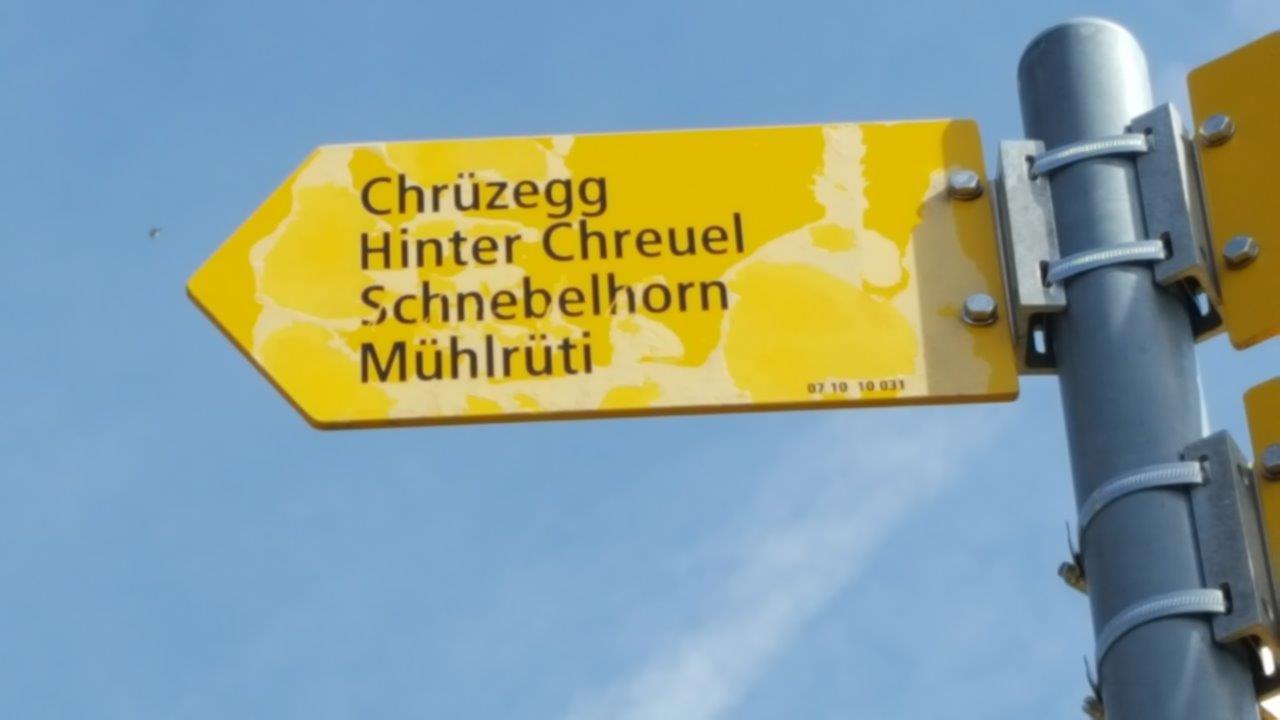 Chrüzegg
Hinter Chreuel
Schnebelhorn
Mühlrüti
07 10 10 031